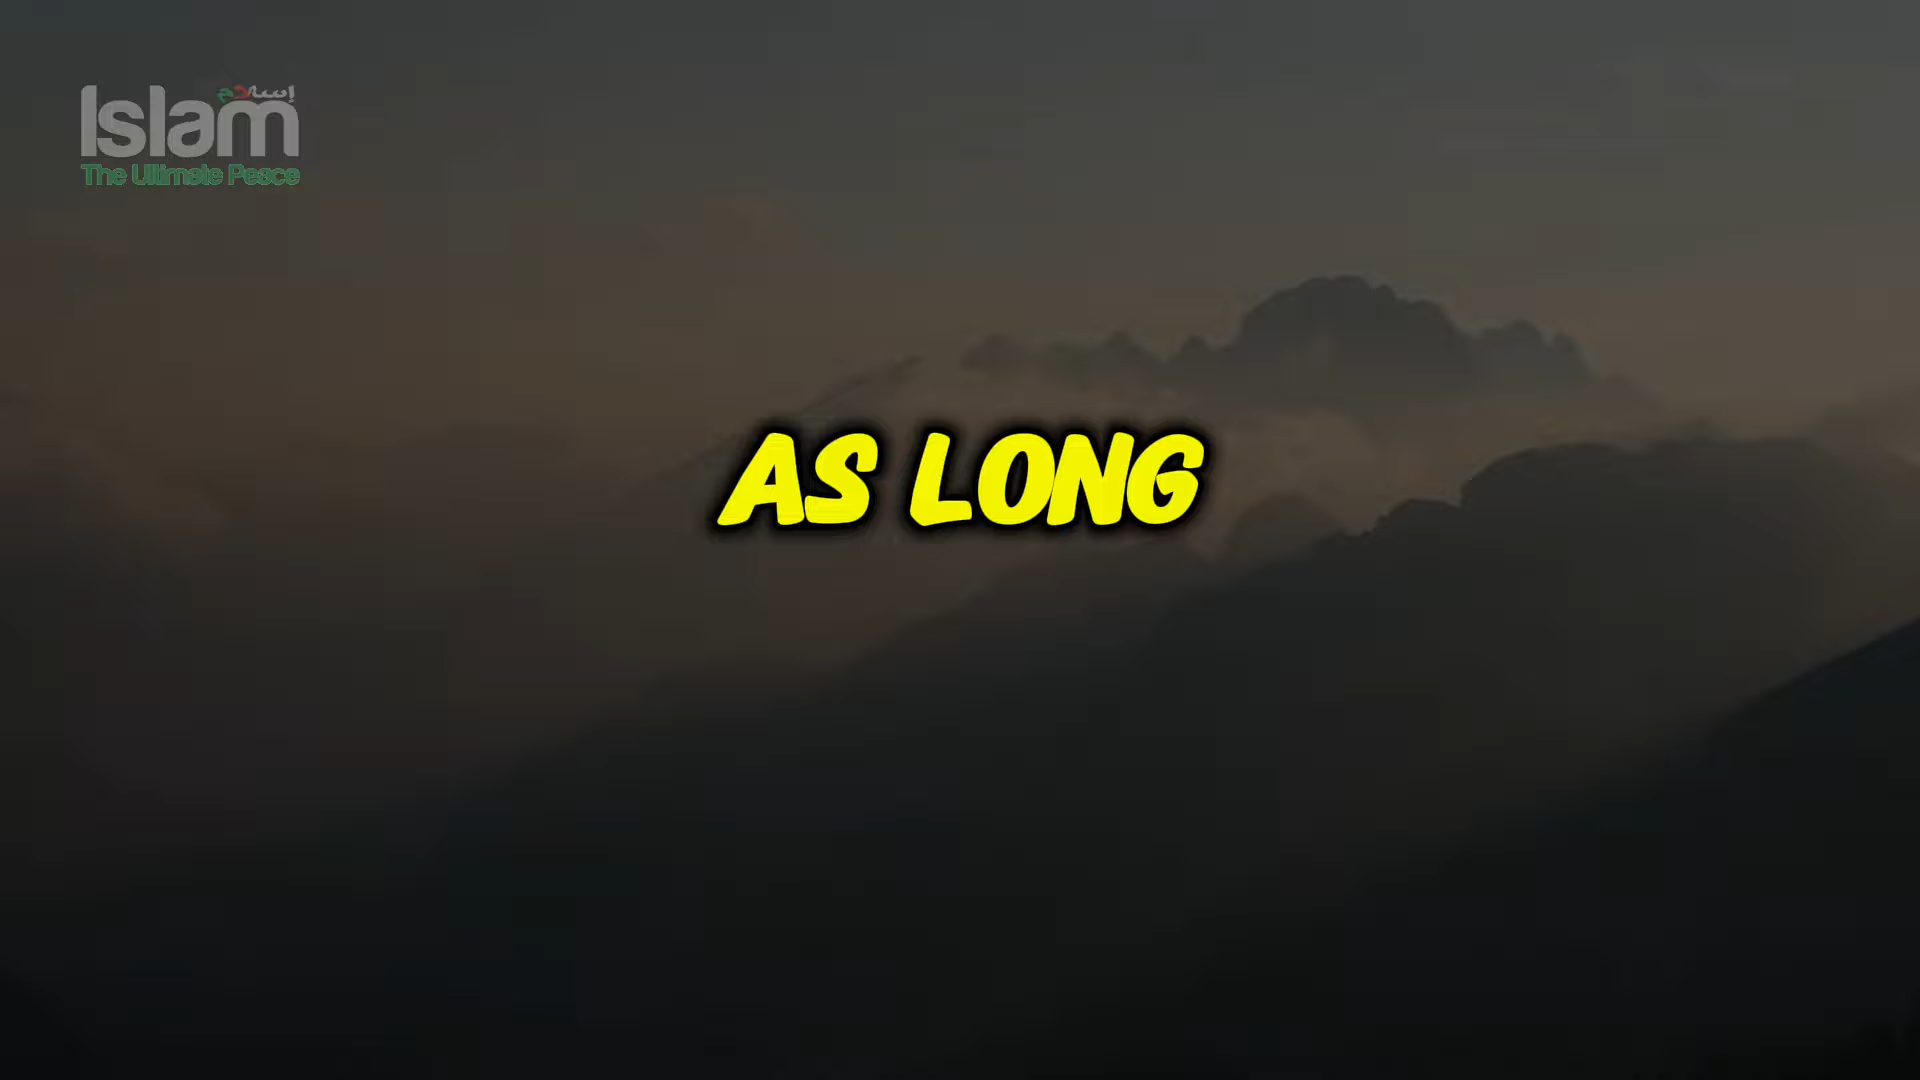 إسلام
Islam
The Ultimate Peace
AS LONG